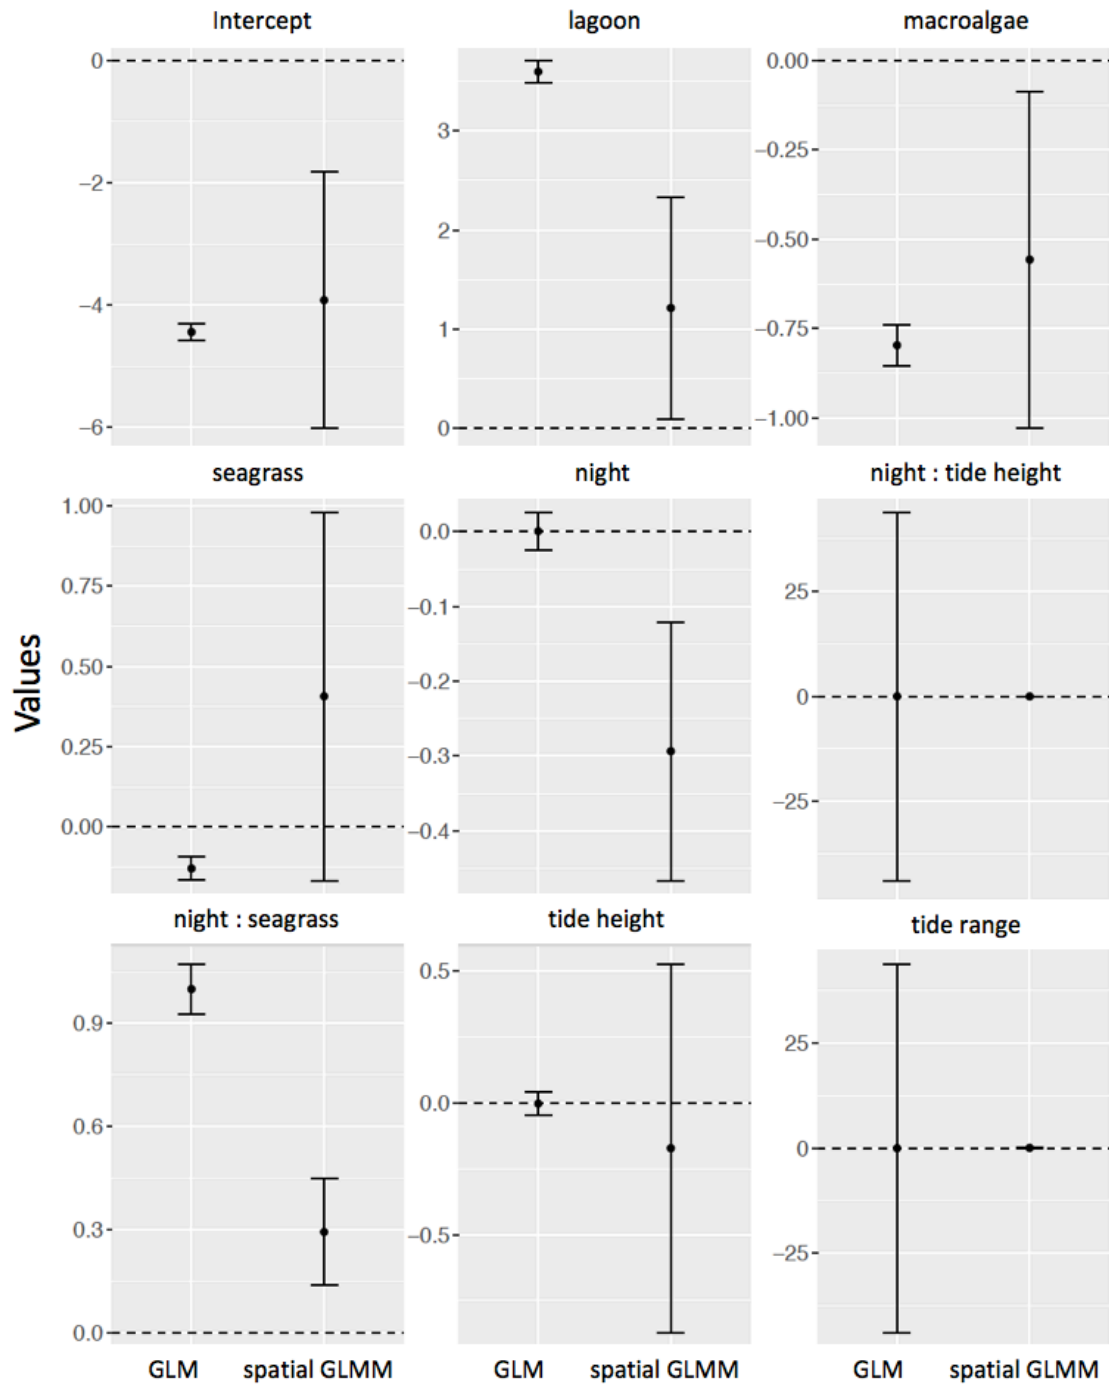 Intercept
lagoon
macroalgae
0
−2
−4
−6
3
2
1
0
0.00
−0.25
−0.50
−0.75
−1.00
seagrass
night
night : tide height
1.00
0.75
0.50
0.25
0.00
0.0
−0.1
−0.2
−0.3
−0.4
25
0
−25
Values
night : seagrass
tide height
tide range
0.9
0.6
0.3
0.0
0.5
0.0
−0.5
25
0
−25
GLM spatial GLMM
GLM spatial GLMM
GLM spatial GLMM